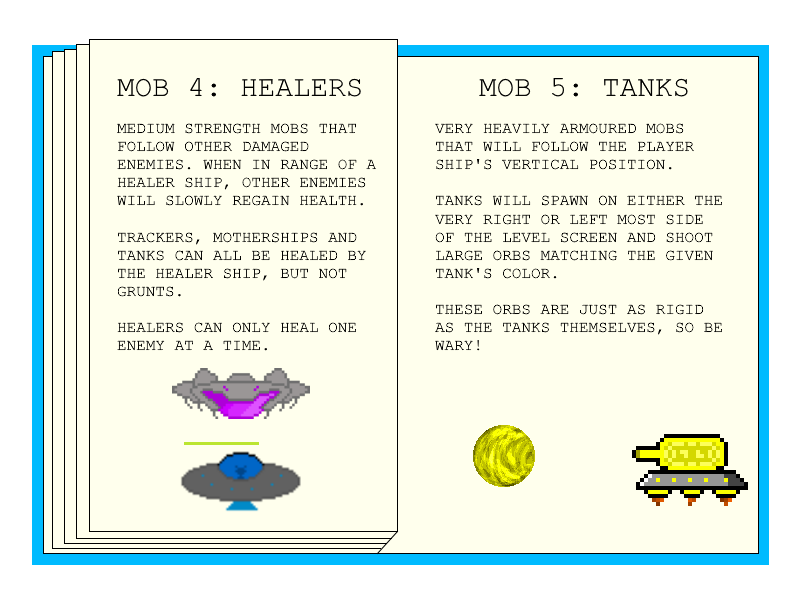 MOB 4: HEALERS
MEDIUM STRENGTH MOBS THAT
FOLLOW OTHER DAMAGED
ENEMIES. WHEN IN RANGE OF A
HEALER SHIP, OTHER ENEMIES
WILL SLOWLY REGAIN HEALTH.
TRACKERS, MOTHERSHIPS AND
TANKS CAN ALL BE HEALED BY
THE HEALER SHIP, BUT NOT
GRUNTS.
HEALERS CAN ONLY HEAL ONE
ENEMY AT A TIME.
MOB 5: TANKS
VERY HEAVILY ARMOURED MOBS
THAT WILL FOLLOW THE PLAYER
SHIP'S VERTICAL POSITION.
TANKS WILL SPAWN ON EITHER THE
VERY RIGHT OR LEFT MOST SIDE
OF THE LEVEL SCREEN AND SHOOT
LARGE ORBS MATCHING THE GIVEN
TANK'S COLOR.
THESE ORBS ARE JUST AS RIGID
AS THE TANKS THEMSELVES, SO BE
WARY!